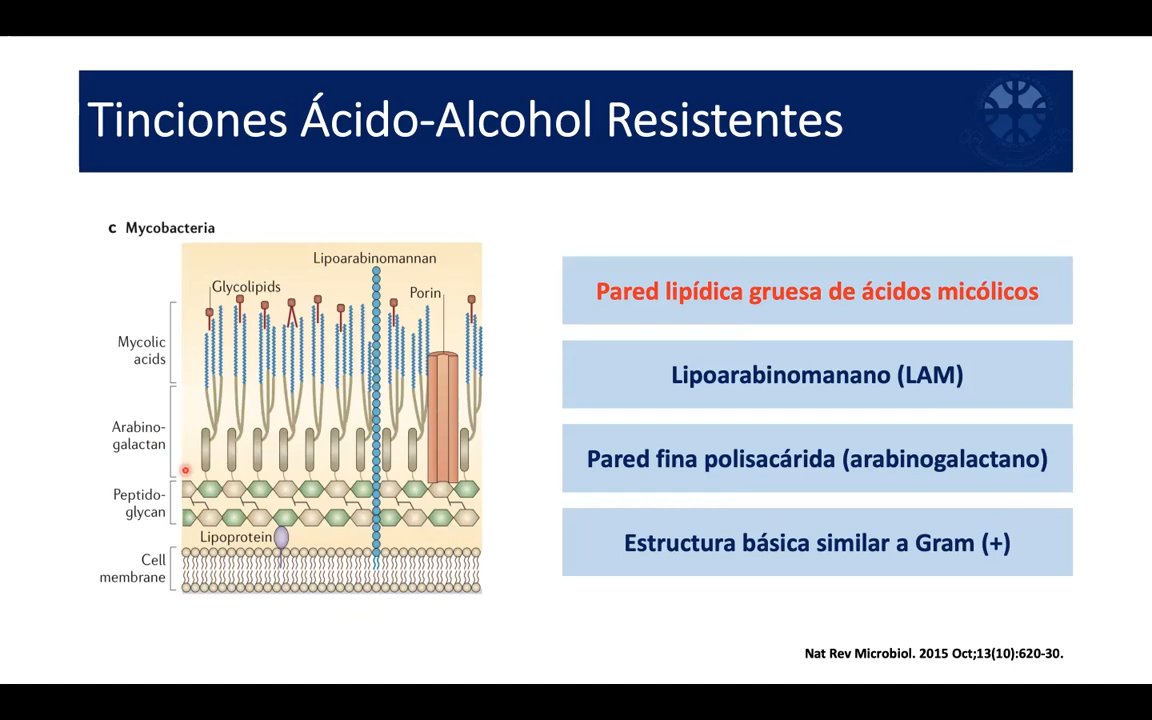 Tinciones Ácido-Alcohol Resistentes
c Mycobacteria
Lipoarabinomannan
Glycolipids
Porin
Mycolic
acids
Arabino-
galactan
Peptido-
glycan
Lipoprotein
Cell
membrane
Pared lipídica gruesa de ácidos micólicos
Lipoarabinomanano (LAM)
Pared fina polisacárida (arabinogalactano)
Estructura básica similar a Gram (+)
Nat Rev Microbiol. 2015 Oct;13(10):620-30.